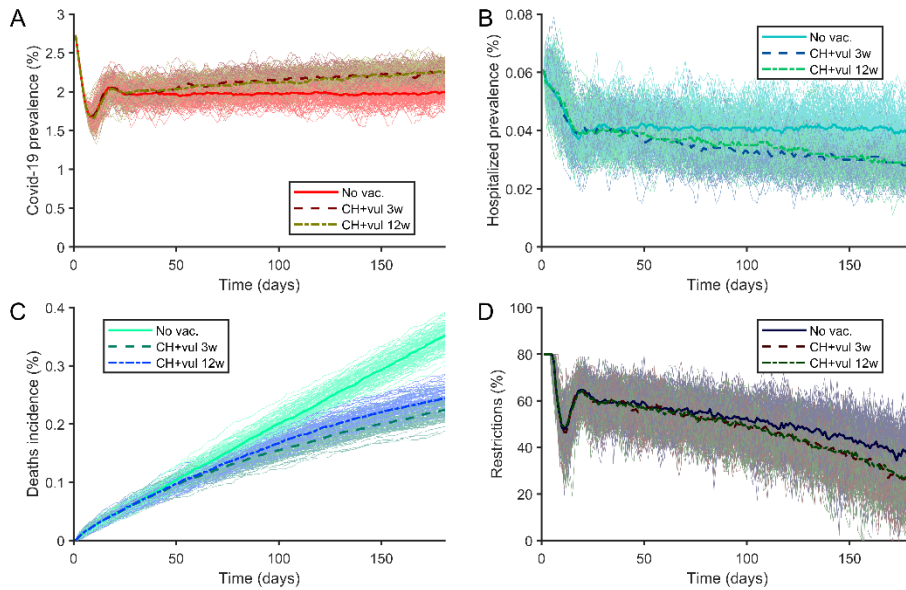 A
Covid-19 prevalence (%)
3
2.5
2
1.5
1
0.5
0
No vac.
CH+vul 3w
CH+vul 12w
0 50 100 150
Time (days)
B
Hospitalized prevalence (%)
0.08
0.06
0.04
0.02
0
No vac.
CH+vul 3w
CH+vul 12w
0 50 100 150
Time (days)
C
Deaths incidence (%)
0.4
0.3
0.2
0.1
0
No vac.
CH+vul 3w
CH+vul 12w
0 50 100 150
Time (days)
D
Restrictions (%)
100
80
60
40
20
0
No vac.
CH+vul 3w
CH+vul 12w
0 50 100 150
Time (days)